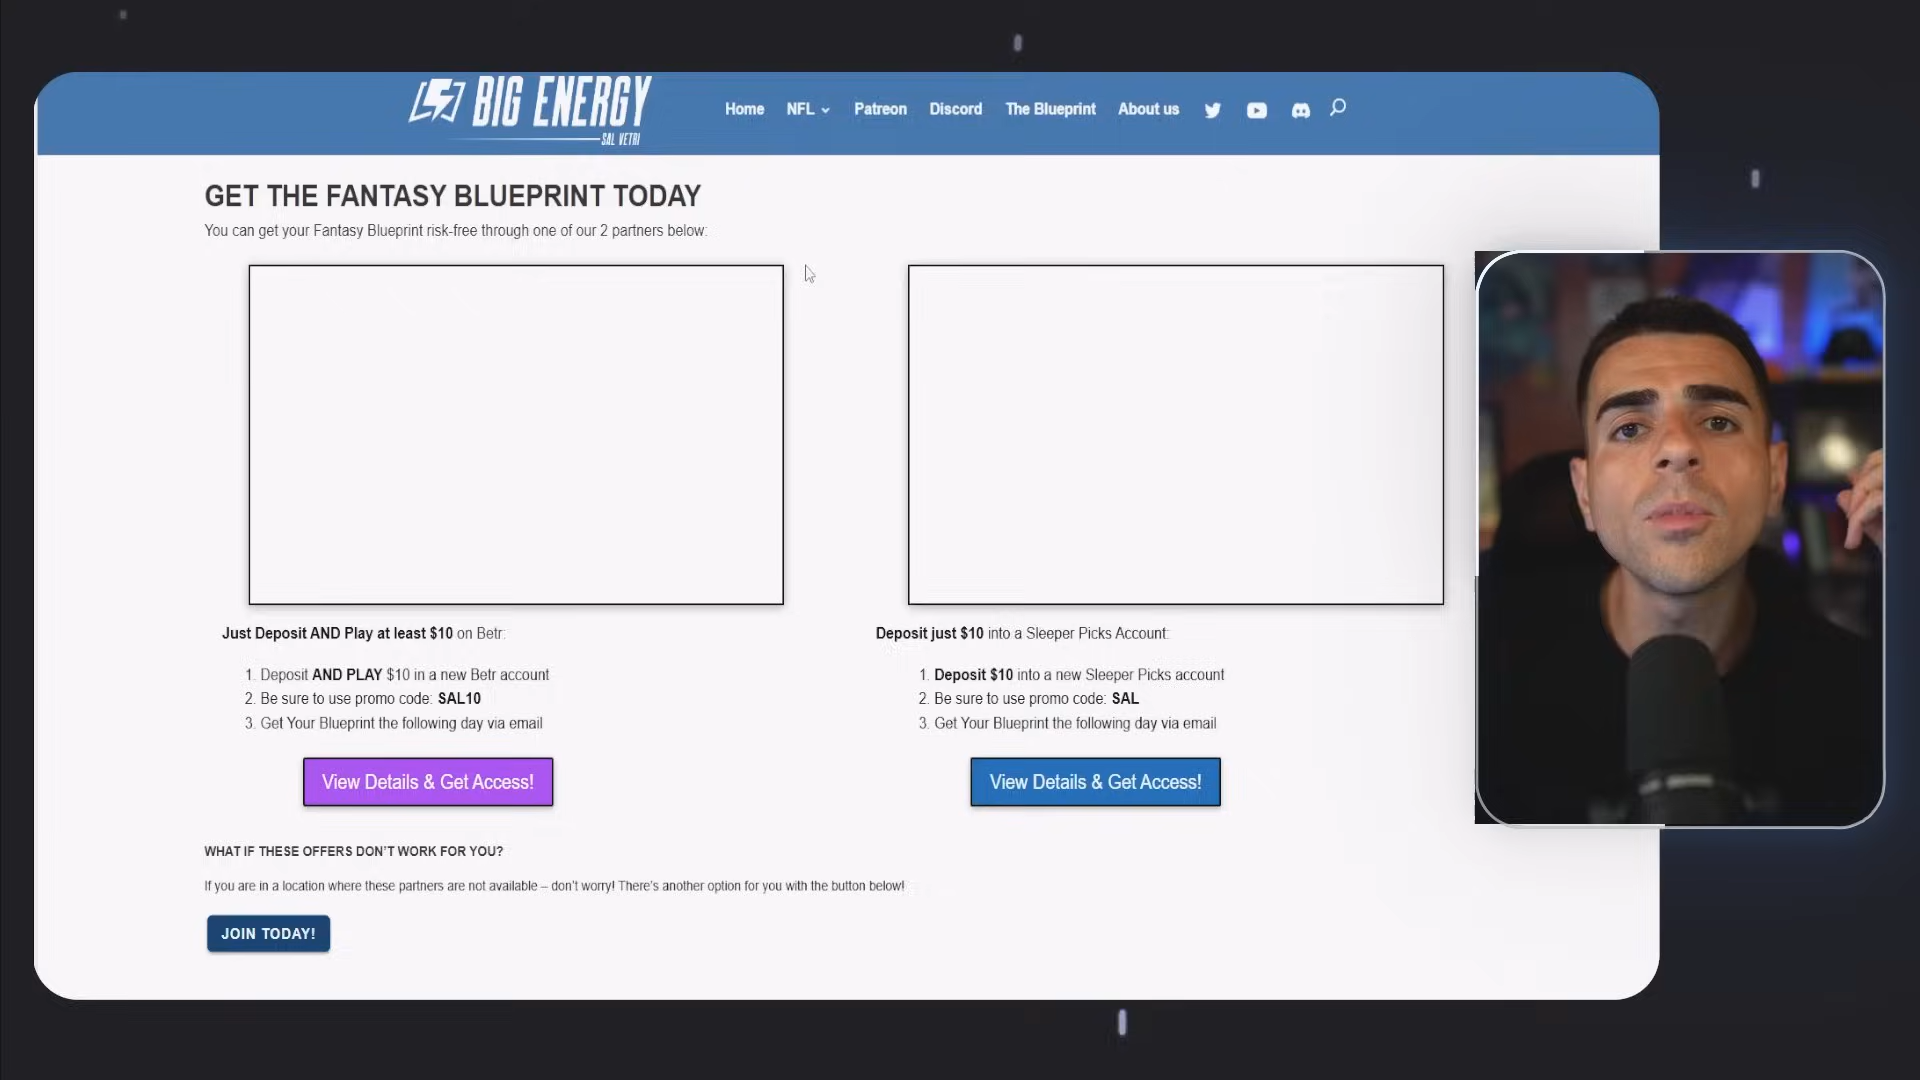 BIG ENERGY
SAL VETRI
Home NFL Patreon Discord The Blueprint About us
GET THE FANTASY BLUEPRINT TODAY
You can get your Fantasy Blueprint risk-free through one of our 2 partners below:
Just Deposit AND Play at least $10 on Betr:
1. Deposit AND PLAY $10 in a new Betr account
2. Be sure to use promo code: SAL10
3. Get Your Blueprint the following day via email
View Details & Get Access!
Deposit just $10 into a Sleeper Picks Account:
1. Deposit $10 into a new Sleeper Picks account
2. Be sure to use promo code: SAL
3. Get Your Blueprint the following day via email
View Details & Get Access!
WHAT IF THESE OFFERS DON'T WORK FOR YOU?
If you are in a location where these partners are not available – don't worry! There's another option for you with the button below!
JOIN TODAY!